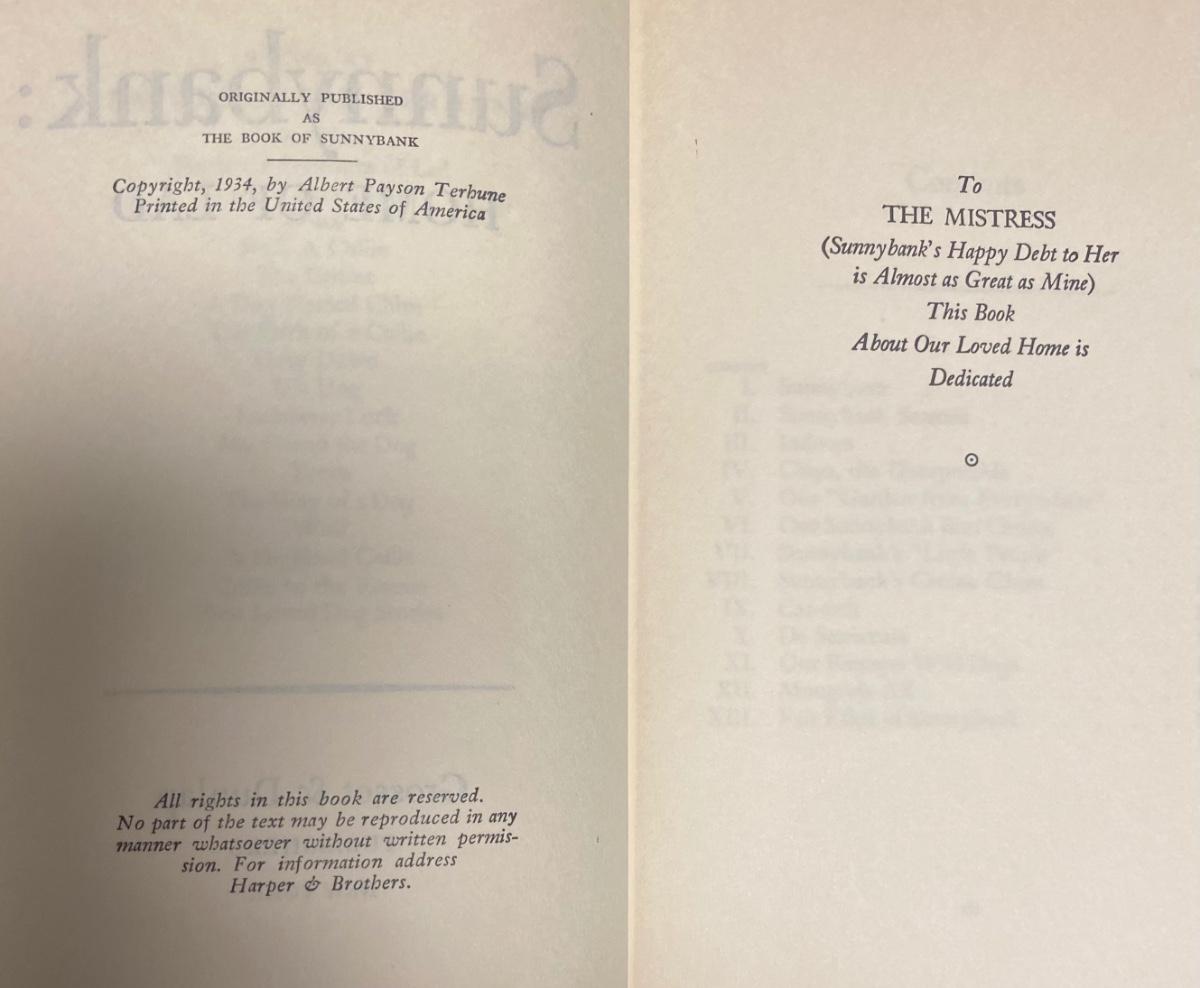 ORIGINALLY PUBLISHED
AS
THE BOOK OF SUNNYBANK
Copyright, 1934, by Albert Payson Terhune
Printed in the United States of America
All rights in this book are reserved.
No part of the text may be reproduced in any
manner whatsoever without written permis-
sion. For information address
Harper & Brothers.
To
THE MISTRESS
(Sunnybank's Happy Debt to Her
is Almost as Great as Mine)
This Book
About Our Loved Home is
Dedicated